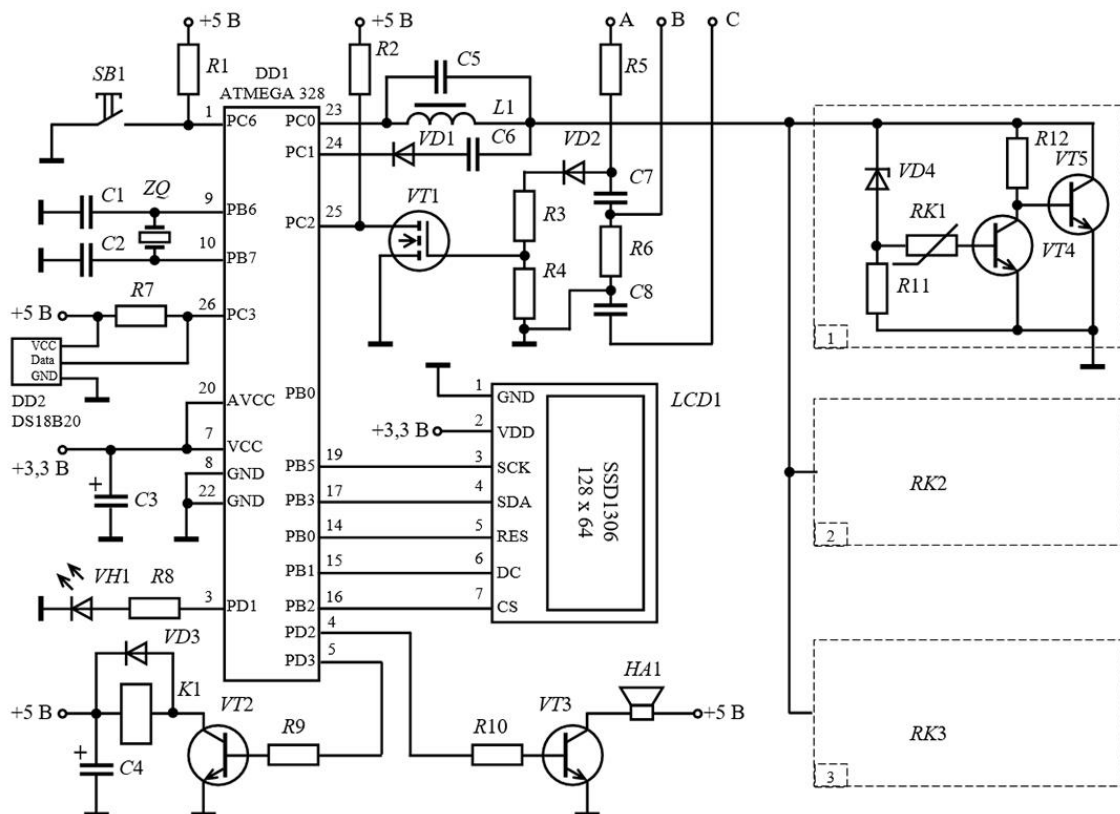 +5 В
+5 В
A
B
C
R1
R2
C5
R5
SB1
DD1
ATMEGA 328
1
PC6
PC0
23
L1
R12
VT5
PC1
24
VD1
C6
VD2
VD4
C7
RK1
VT4
C1
ZQ
9
PB6
PC2
25
VT1
R3
R6
R11
C2
10
PB7
R4
C8
R7
26
+5 В
PC3
1
VCC
Data
GND
DD2
DS18B20
20
AVCC
PB0
1
GND
LCD1
+3,3 В
7
VCC
+3,3 В
2
VDD
8
GND
PB5
19
3
SCK
SSD1306
128 x 64
22
GND
+
C3
PB3
17
4
SDA
RK2
PB0
14
5
RES
2
PB1
15
6
DC
VH1
R8
3
PD1
PB2
16
7
CS
VD3
PD2
4
PD3
5
K1
VT2
HA1
+5 В
R9
R10
VT3
+5 В
RK3
+
C4
3